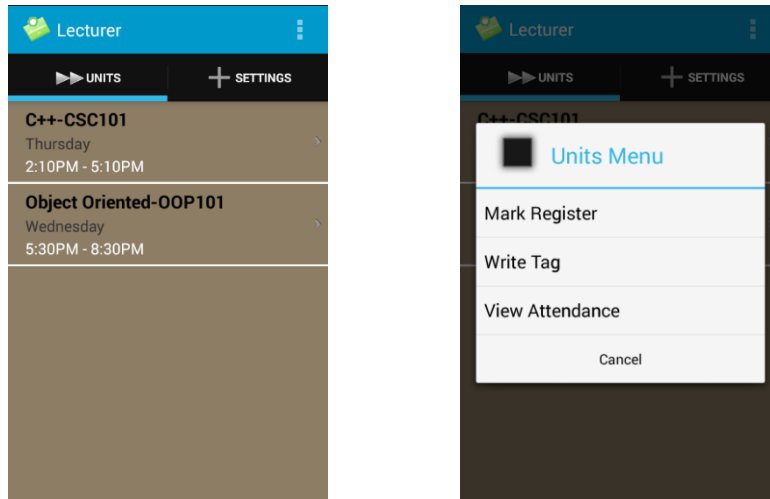 Lecturer
UNITS
SETTINGS
C++-CSC101
Thursday
2:10PM - 5:10PM
Object Oriented-OOP101
Wednesday
5:30PM - 8:30PM
Lecturer
UNITS
SETTINGS
C++-CSC101
Units Menu
Mark Register
Write Tag
View Attendance
Cancel